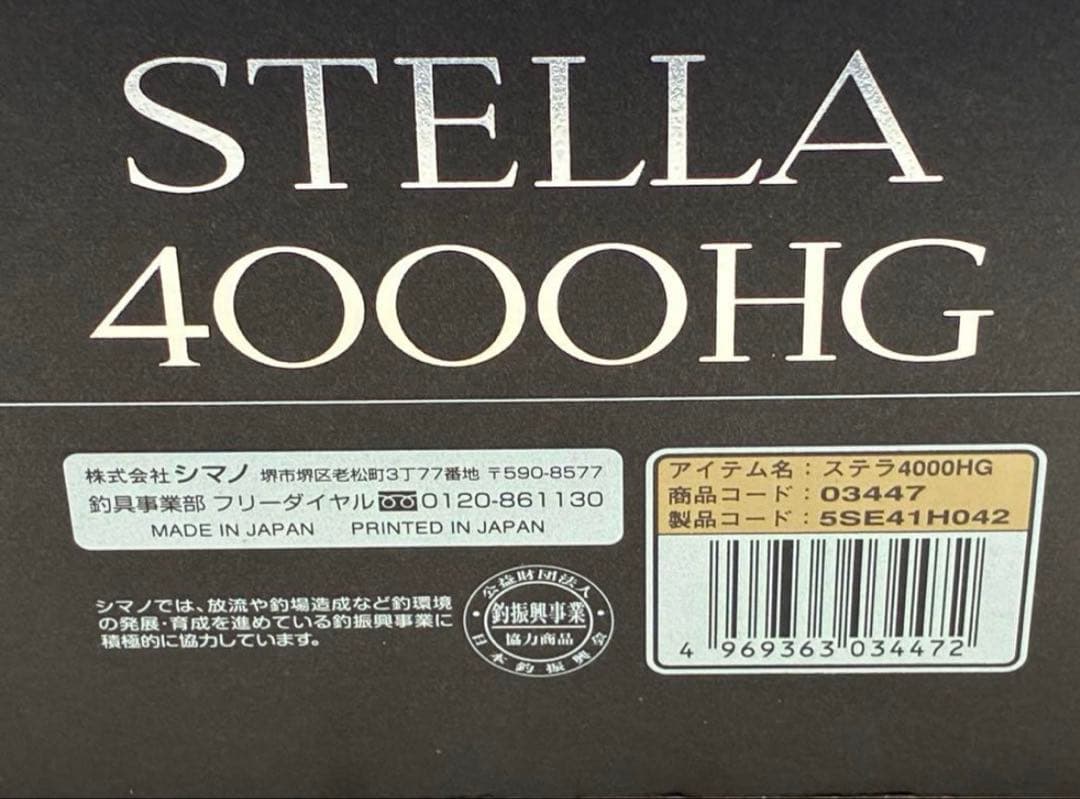 STELLA
4000HG
株式会社シマノ 堺市堺区老松町3丁77番地 〒590-8577
釣具事業部 フリーダイヤル 0120-861130
MADE IN JAPAN PRINTED IN JAPAN
シマノでは、放流や釣場造成など釣環境
の発展・育成を進めている釣振興事業に
積極的に協力しています。
公益財団法人
釣振興事業
協力商品
日本釣振興会
アイテム名：ステラ4000HG
商品コード：03447
製品コード：5SE41H042
4 969363 034472